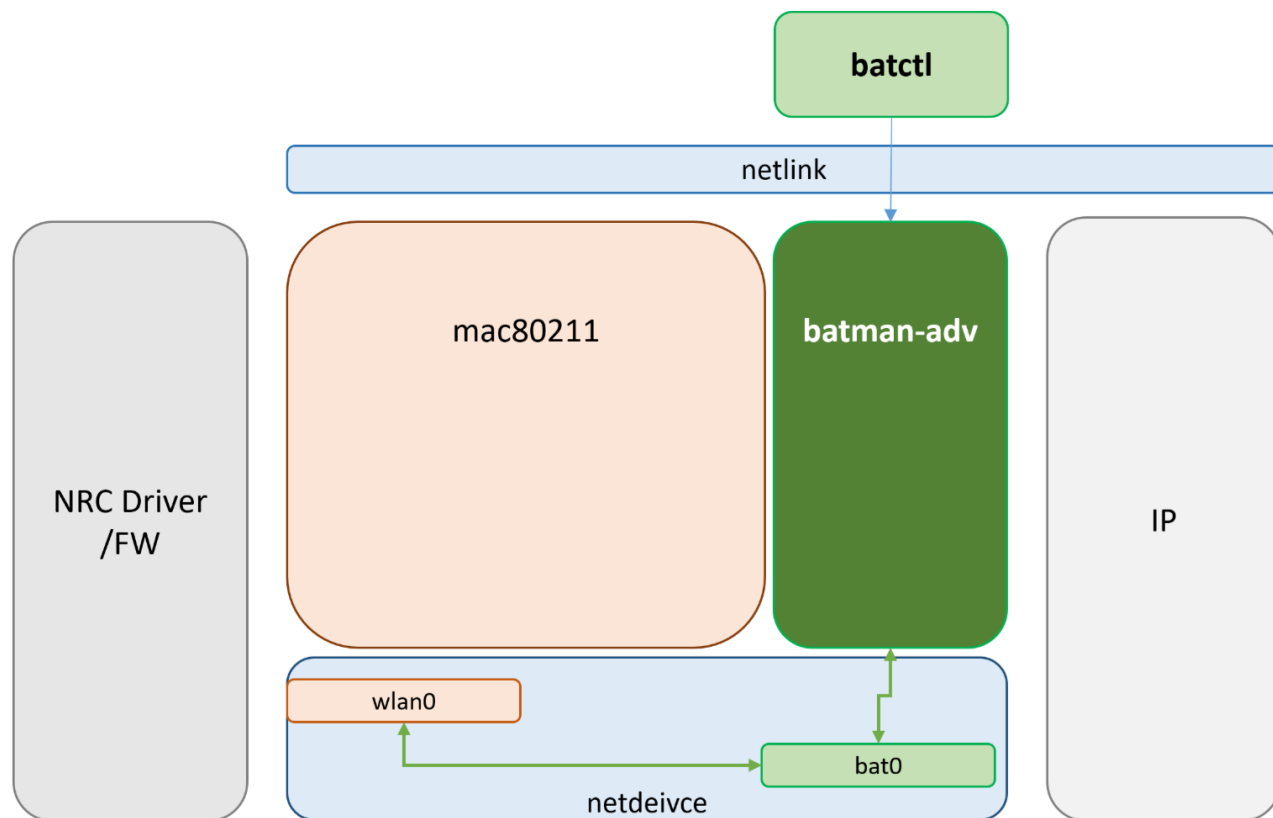 batctl
netlink
mac80211
batman-adv
NRC Driver
/FW
IP
wlan0
bat0
netdeivce